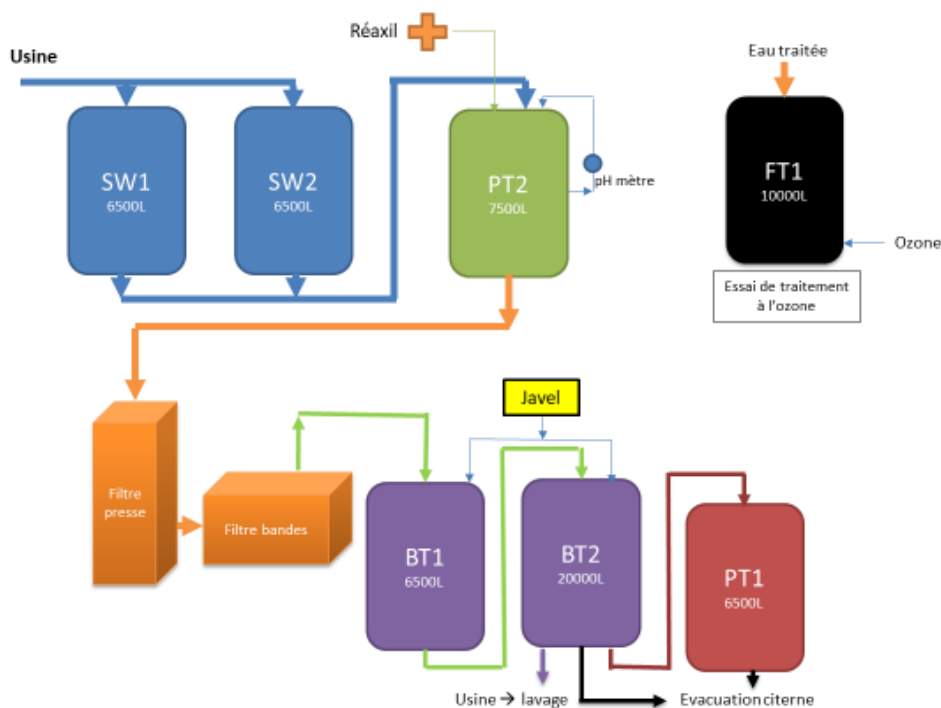 Réaxil
Usine
Eau traitée
SW1
6500L
SW2
6500L
PT2
7500L
pH mètre
FT1
10000L
Ozone
Essai de traitement
à l'ozone
Javel
Filtre
presse
Filtre bandes
BT1
6500L
BT2
20000L
PT1
6500L
Usine → lavage
Evacuation citerne